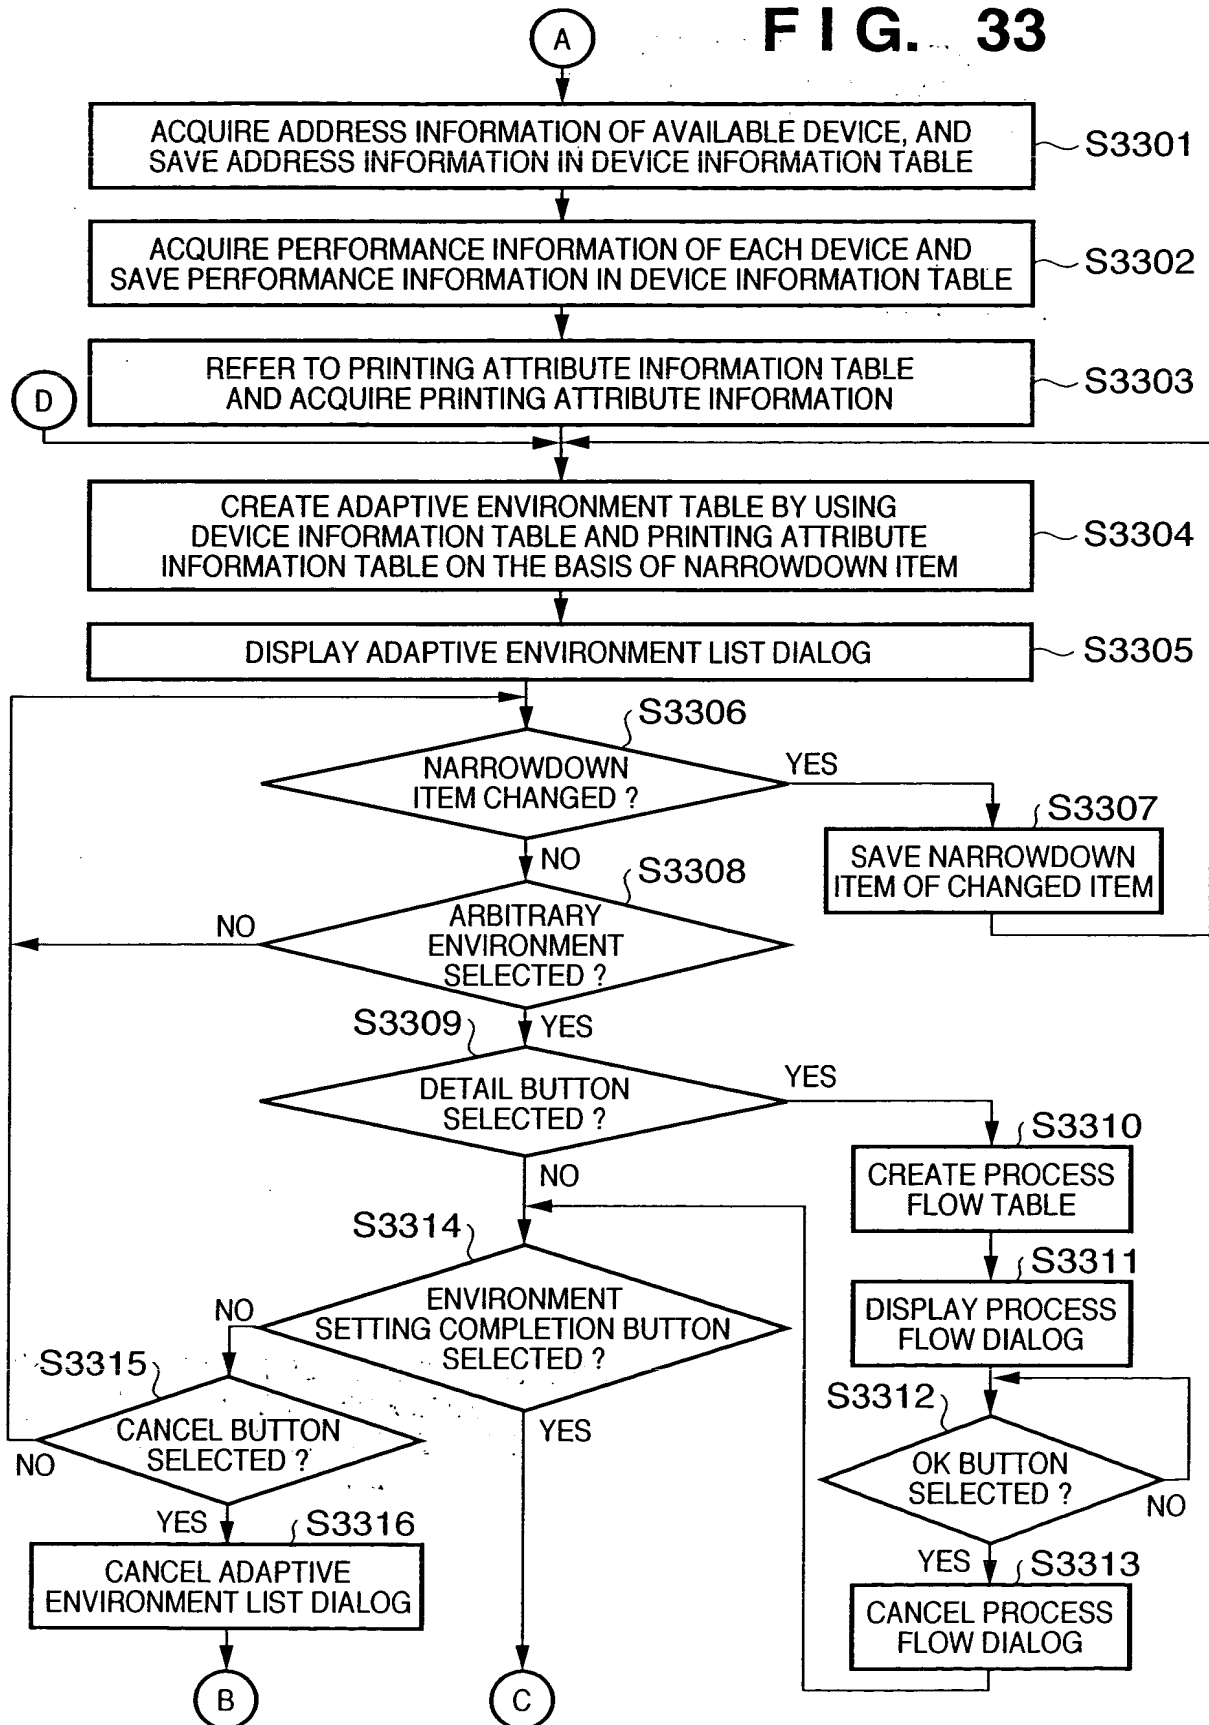 FIG. 33
A
ACQUIRE ADDRESS INFORMATION OF AVAILABLE DEVICE, AND
SAVE ADDRESS INFORMATION IN DEVICE INFORMATION TABLE
S3301
ACQUIRE PERFORMANCE INFORMATION OF EACH DEVICE AND
SAVE PERFORMANCE INFORMATION IN DEVICE INFORMATION TABLE
S3302
REFER TO PRINTING ATTRIBUTE INFORMATION TABLE
AND ACQUIRE PRINTING ATTRIBUTE INFORMATION
S3303
D
CREATE ADAPTIVE ENVIRONMENT TABLE BY USING
DEVICE INFORMATION TABLE AND PRINTING ATTRIBUTE
INFORMATION TABLE ON THE BASIS OF NARROWDOWN ITEM
S3304
DISPLAY ADAPTIVE ENVIRONMENT LIST DIALOG
S3305
S3306
NARROWDOWN
ITEM CHANGED ?
YES
NO
S3307
SAVE NARROWDOWN
ITEM OF CHANGED ITEM
S3308
ARBITRARY
ENVIRONMENT
SELECTED ?
NO
YES
S3309
DETAIL BUTTON
SELECTED ?
YES
NO
S3310
CREATE PROCESS
FLOW TABLE
S3311
DISPLAY PROCESS
FLOW DIALOG
S3312
OK BUTTON
SELECTED ?
NO
YES
S3313
CANCEL PROCESS
FLOW DIALOG
S3314
ENVIRONMENT
SETTING COMPLETION BUTTON
SELECTED ?
NO
YES
S3315
CANCEL BUTTON
SELECTED ?
NO
YES
S3316
CANCEL ADAPTIVE
ENVIRONMENT LIST DIALOG
B
C